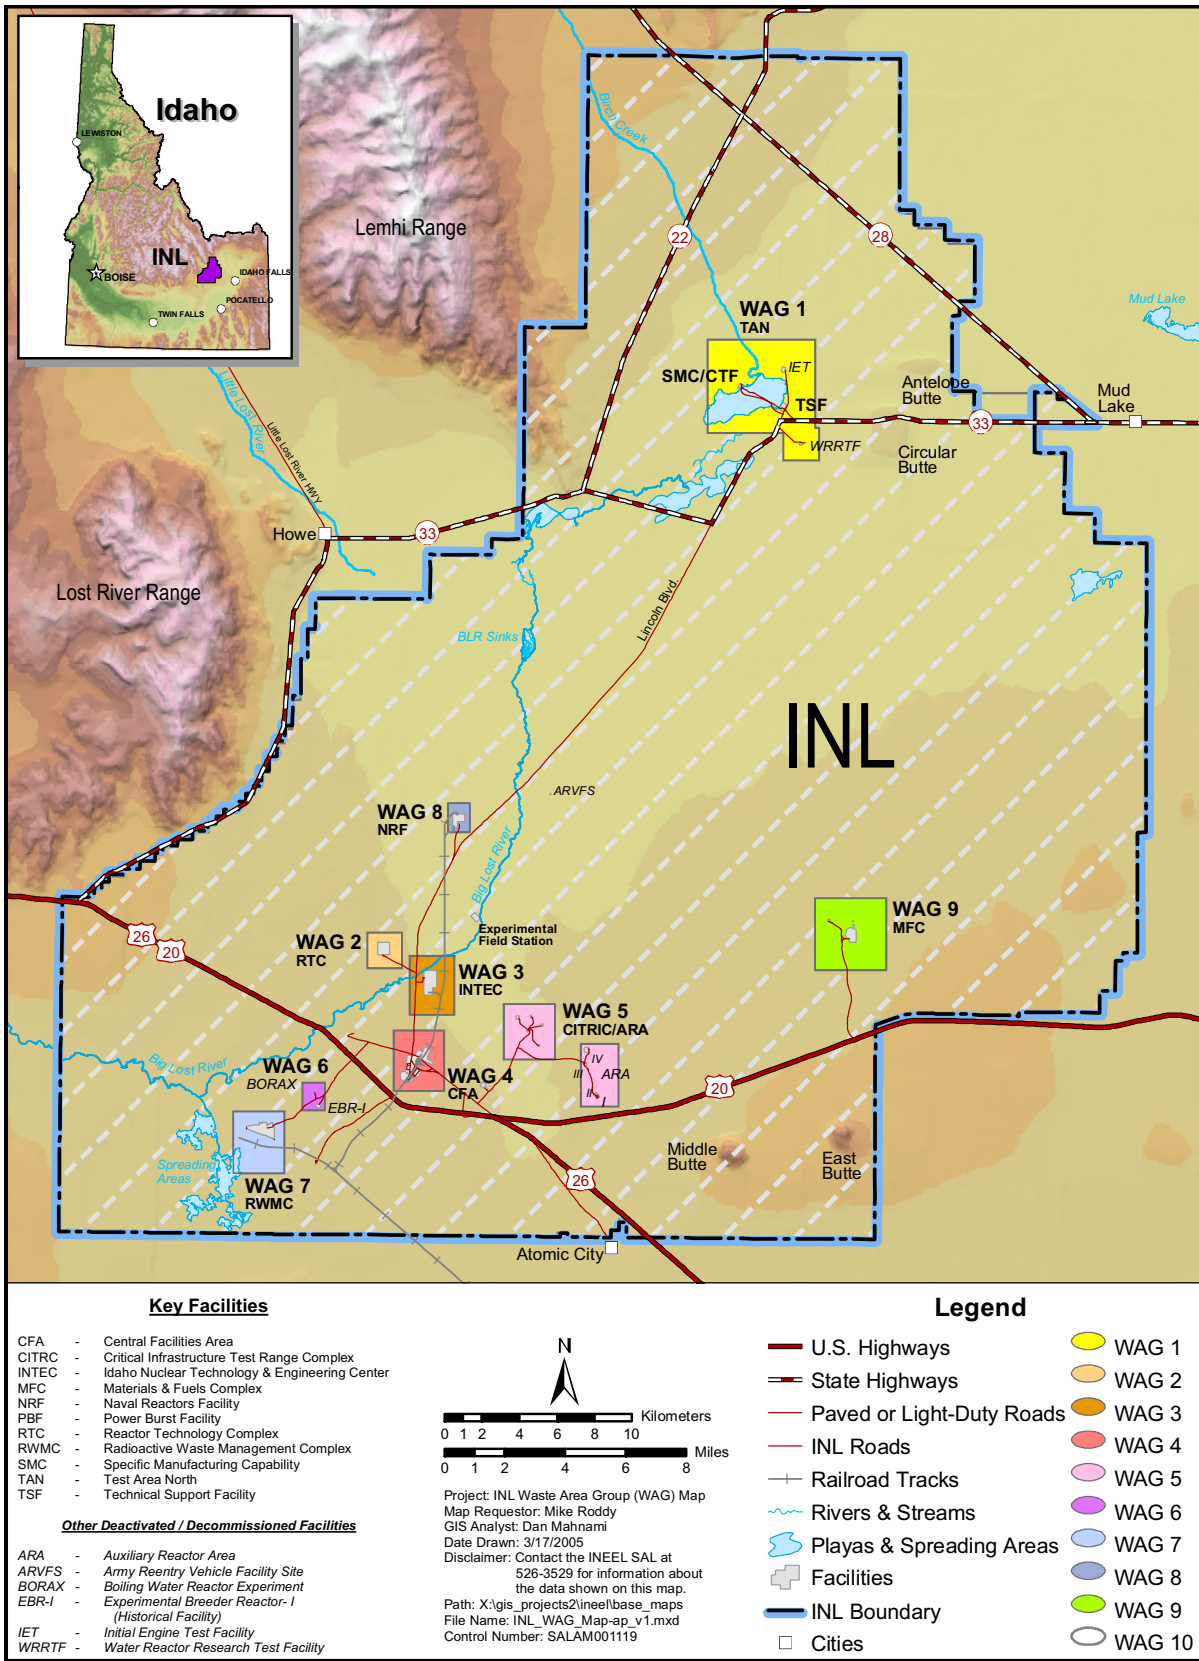 Idaho
LEWISTON
INL
BOISE
IDAHO FALLS
POCATELLO
TWIN FALLS
Birch Creek
Lemhi Range
22
28
Mud Lake
WAG 1
TAN
SMC/CTF
IET
TSF
WRRTF
Antelope
Butte
Mud
Lake
33
Circular
Butte
Little Lost River
Little Lost River HWY
Howe
33
Lost River Range
BLR Sinks
Lincoln Blvd.
INL
ARVFS
WAG 8
NRF
Big Lost River
Experimental
Field Station
26
20
WAG 2
RTC
WAG 3
INTEC
WAG 9
MFC
WAG 5
CITRIC/ARA
IV
III
ARA
II
I
Big Lost River
WAG 6
BORAX
EBR-I
WAG 4
CFA
20
Middle
Butte
East
Butte
Spreading
Areas
WAG 7
RWMC
26
Atomic City
Key Facilities
CFA - Central Facilities Area
CITRC - Critical Infrastructure Test Range Complex
INTEC - Idaho Nuclear Technology & Engineering Center
MFC - Materials & Fuels Complex
NRF - Naval Reactors Facility
PBF - Power Burst Facility
RTC - Reactor Technology Complex
RWMC - Radioactive Waste Management Complex
SMC - Specific Manufacturing Capability
TAN - Test Area North
TSF - Technical Support Facility
Other Deactivated / Decommissioned Facilities
ARA - Auxiliary Reactor Area
ARVFS - Army Reentry Vehicle Facility Site
BORAX - Boiling Water Reactor Experiment
EBR-I - Experimental Breeder Reactor- I
(Historical Facility)
IET - Initial Engine Test Facility
WRRTF - Water Reactor Research Test Facility
N
Kilometers
0 1 2 4 6 8 10
Miles
0 1 2 4 6 8
Project: INL Waste Area Group (WAG) Map
Map Requestor: Mike Roddy
GIS Analyst: Dan Mahnami
Date Drawn: 3/17/2005
Disclaimer: Contact the INEEL SAL at
526-3529 for information about
the data shown on this map.
Path: X:\gis_projects2\ineel\base_maps
File Name: INL_WAG_Map-ap_v1.mxd
Control Number: SALAM001119
Legend
U.S. Highways
State Highways
Paved or Light-Duty Roads
INL Roads
Railroad Tracks
Rivers & Streams
Playas & Spreading Areas
Facilities
INL Boundary
Cities
WAG 1
WAG 2
WAG 3
WAG 4
WAG 5
WAG 6
WAG 7
WAG 8
WAG 9
WAG 10